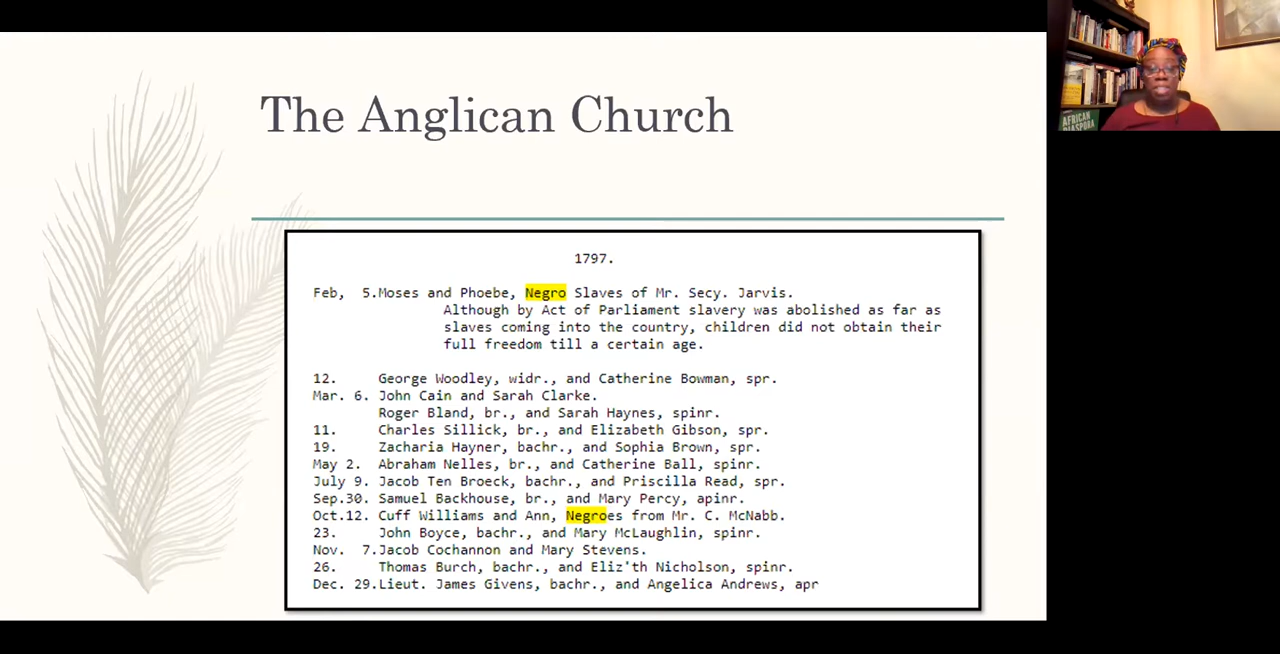 The Anglican Church
1797.
Feb, 5.Moses and Phoebe, Negro Slaves of Mr. Secy. Jarvis.
Although by Act of Parliament slavery was abolished as far as
slaves coming into the country, children did not obtain their
full freedom till a certain age.
12. George Woodley, widr., and Catherine Bowman, spr.
Mar. 6. John Cain and Sarah Clarke.
Roger Bland, br., and Sarah Haynes, spinr.
11. Charles Sillick, br., and Elizabeth Gibson, spr.
19. Zacharia Hayner, bachr., and Sophia Brown, spr.
May 2. Abraham Nelles, br., and Catherine Ball, spinr.
July 9. Jacob Ten Broeck, bachr., and Priscilla Read, spr.
Sep.30. Samuel Backhouse, br., and Mary Percy, apinr.
Oct.12. Cuff Williams and Ann, Negroes from Mr. C. McNabb.
23. John Boyce, bachr., and Mary McLaughlin, spinr.
Nov. 7.Jacob Cochannon and Mary Stevens.
26. Thomas Burch, bachr., and Eliz'th Nicholson, spinr.
Dec. 29.Lieut. James Givens, bachr., and Angelica Andrews, apr
AFRICAN
DIASPORA